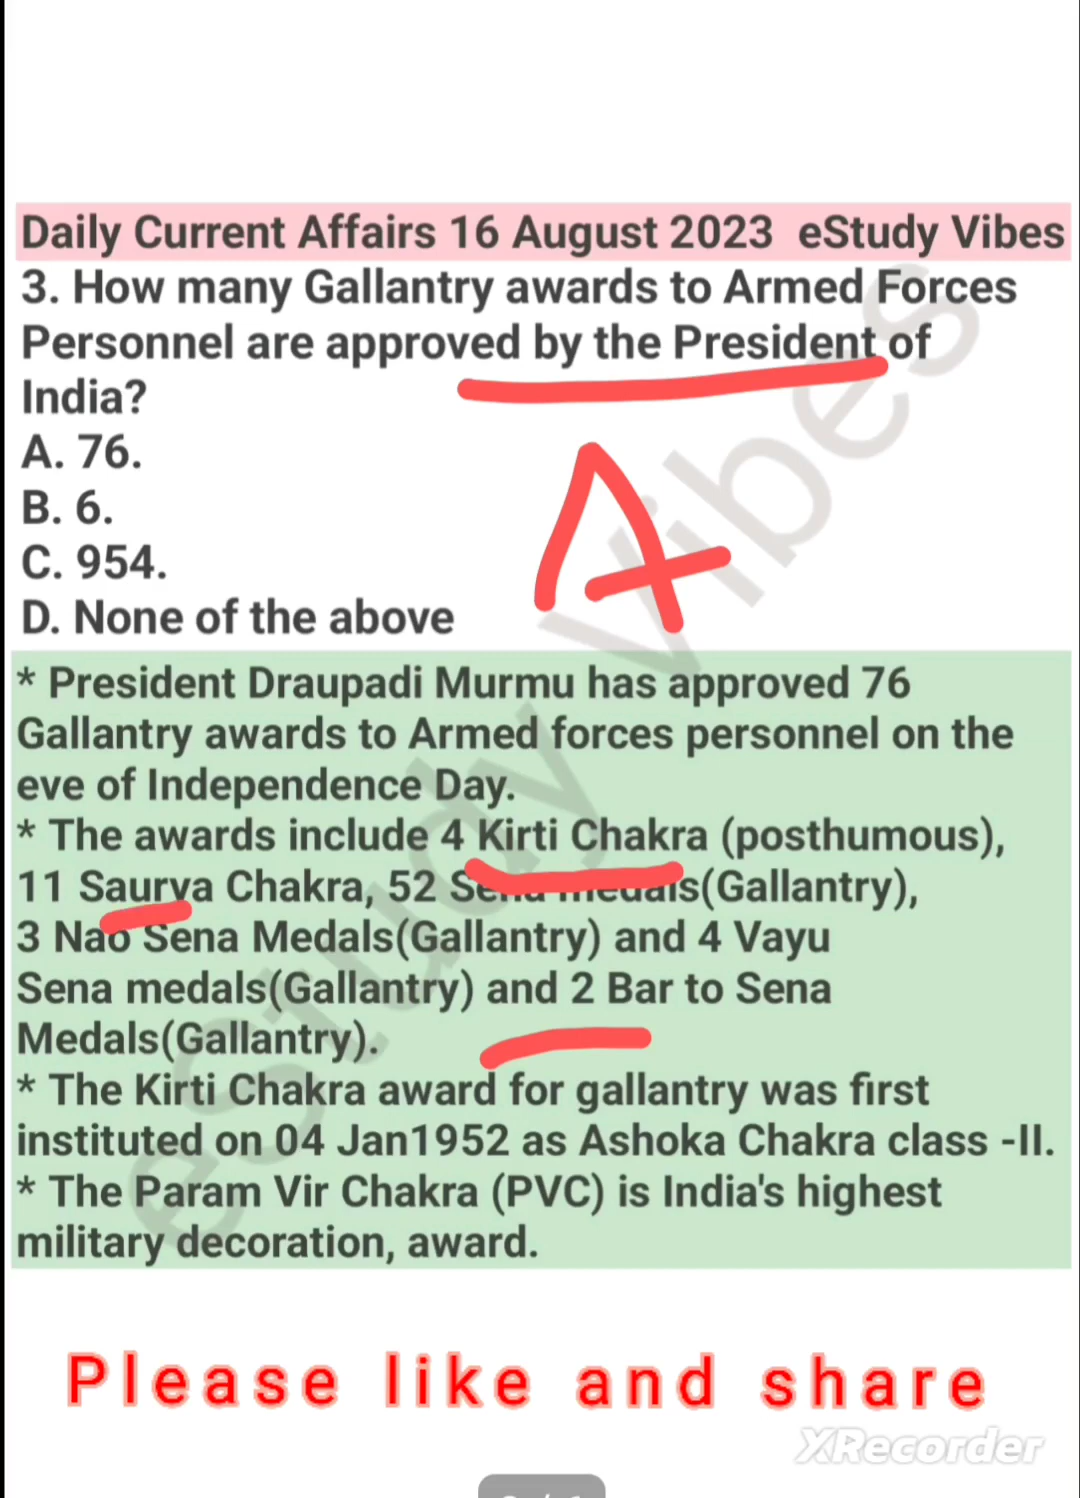 Daily Current Affairs 16 August 2023 eStudy Vibes
3. How many Gallantry awards to Armed Forces
Personnel are approved by the President of
India?
A. 76.
B. 6.
C. 954.
D. None of the above
A
* President Draupadi Murmu has approved 76
Gallantry awards to Armed forces personnel on the
eve of Independence Day.
* The awards include 4 Kirti Chakra (posthumous),
11 Saurya Chakra, 52 Sena medals(Gallantry),
3 Nao Sena Medals(Gallantry) and 4 Vayu
Sena medals(Gallantry) and 2 Bar to Sena
Medals(Gallantry).
* The Kirti Chakra award for gallantry was first
instituted on 04 Jan1952 as Ashoka Chakra class -II.
* The Param Vir Chakra (PVC) is India's highest
military decoration, award.
eStudy Vibes
Please like and share
XRecorder